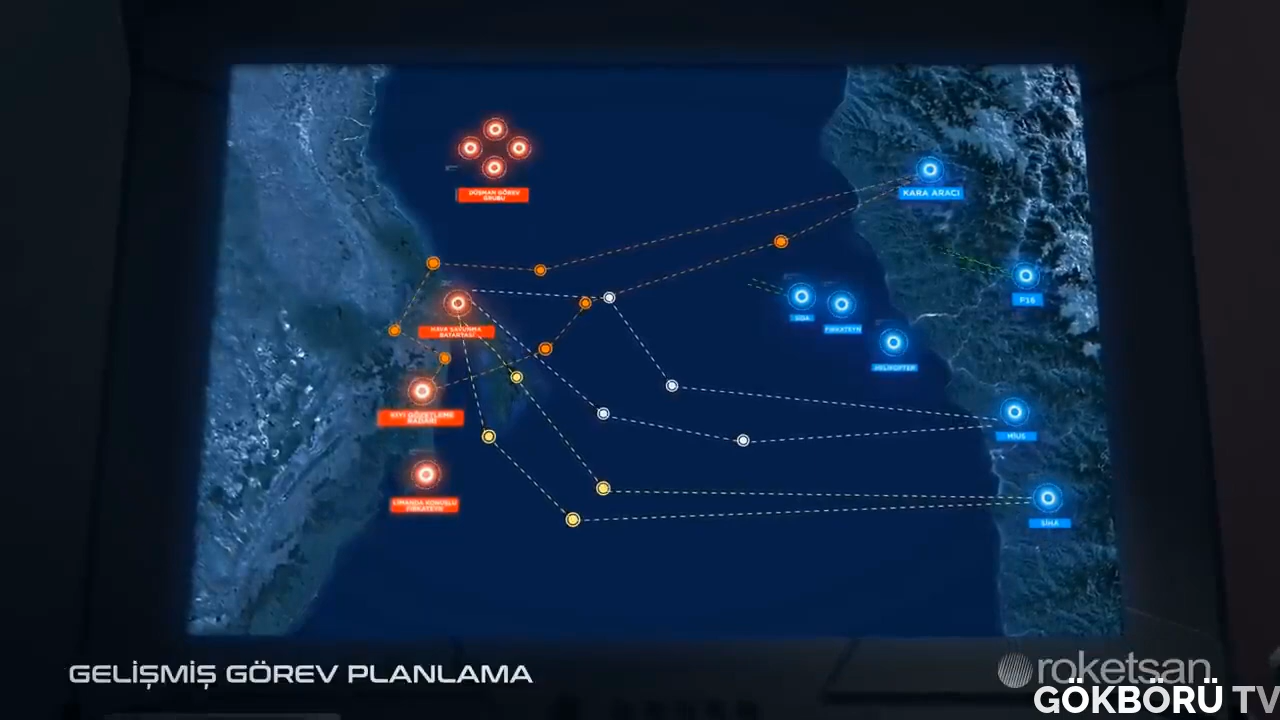 DÜŞMAN GÖREV
GRUBU
KARA ARACI
F16
HAVA SAVUNMA
BATARYASI
SİDA
FIRKATEYN
HELİKOPTER
KIYI GÖZETLEME
RADARI
MİUS
LİMANDA KONUŞLU
FIRKATEYN
SİHA
GELİŞMİŞ GÖREV PLANLAMA
roketsan
GÖKBÖRÜ TV